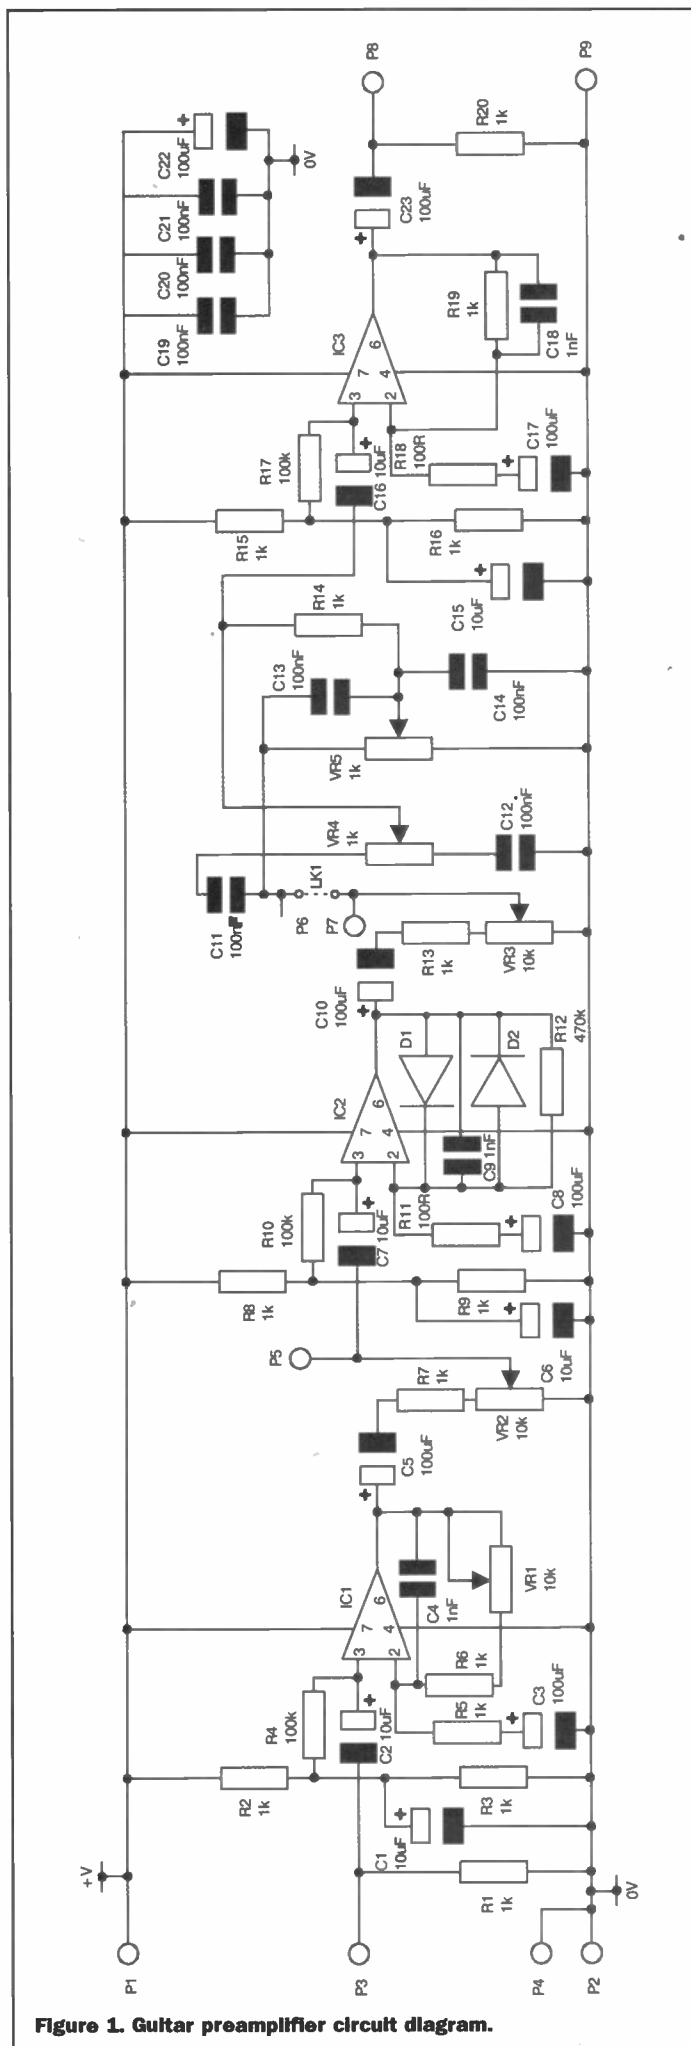 P1
P3
P4
P2
+V
0V
R1
1k
C1
10uF
R2
1k
R3
1k
R4
100k
C2
10uF
IC1
3
2
7
4
6
R5
1k
R6
1k
C3
100uF
C4
1nF
VR1
10k
C5
100uF
R7
1k
VR2
10k
P5
C6
10uF
R8
1k
R9
1k
R10
100k
C7
10uF
IC2
3
2
7
4
6
R11
100R
C8
100uF
C9
1nF
D1
D2
R12
470k
C10
100uF
R13
1k
VR3
10k
P7
P6
LK1
C11
100nF
VR4
1k
C12
100nF
VR5
1k
C13
100nF
C14
100nF
R14
1k
C15
10uF
R15
1k
R16
1k
R17
100k
C16
10uF
IC3
3
2
7
4
6
R18
100R
C17
100uF
R19
1k
C18
1nF
C19
100nF
C20
100nF
C21
100nF
C22
100uF
0V
C23
100uF
R20
1k
P8
P9
Figure 1. Guitar preamplifier circuit diagram.